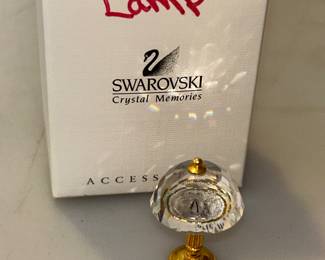 Lamp
SWAROVSKI
Crystal Memories
ACCESS